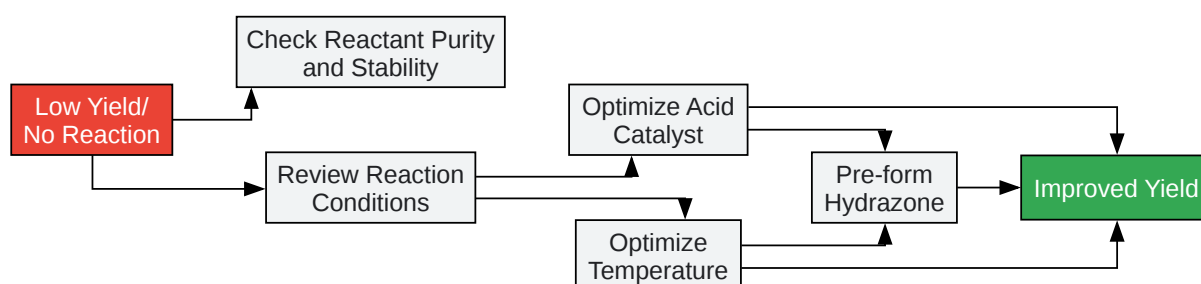 Check Reactant Purity
and Stability
Low Yield/
No Reaction
Optimize Acid
Catalyst
Review Reaction
Conditions
Pre-form
Hydrazone
Improved Yield
Optimize
Temperature